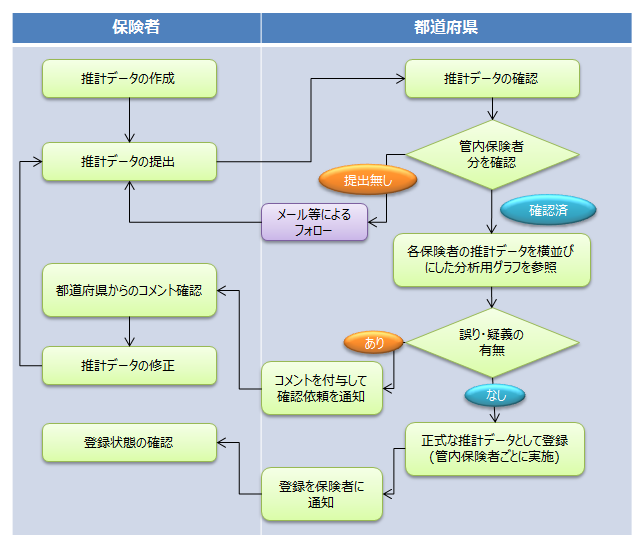 保険者
都道府県
推計データの作成
推計データの確認
推計データの提出
管内保険者
分を確認
提出無し
確認済
メール等による
フォロー
各保険者の推計データを横並び
にした分析用グラフを参照
都道府県からのコメント確認
誤り・疑義の
有無
あり
推計データの修正
コメントを付与して
確認依頼を通知
なし
登録状態の確認
正式な推計データとして登録
(管内保険者ごとに実施)
登録を保険者に
通知